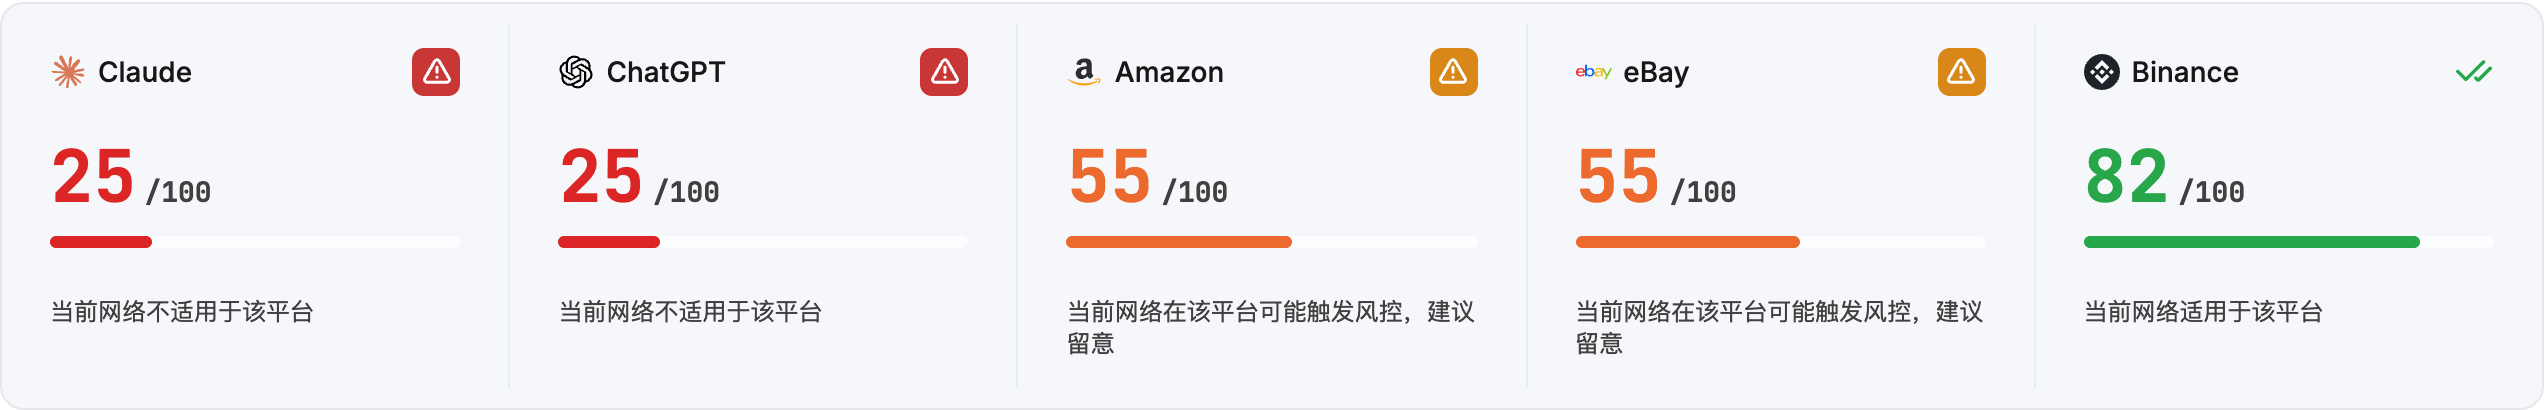 Claude
25 /100
当前网络不适用于该平台
ChatGPT
25 /100
当前网络不适用于该平台
a Amazon
55 /100
当前网络在该平台可能触发风控，建议
留意
ebay eBay
55 /100
当前网络在该平台可能触发风控，建议
留意
Binance
82 /100
当前网络适用于该平台